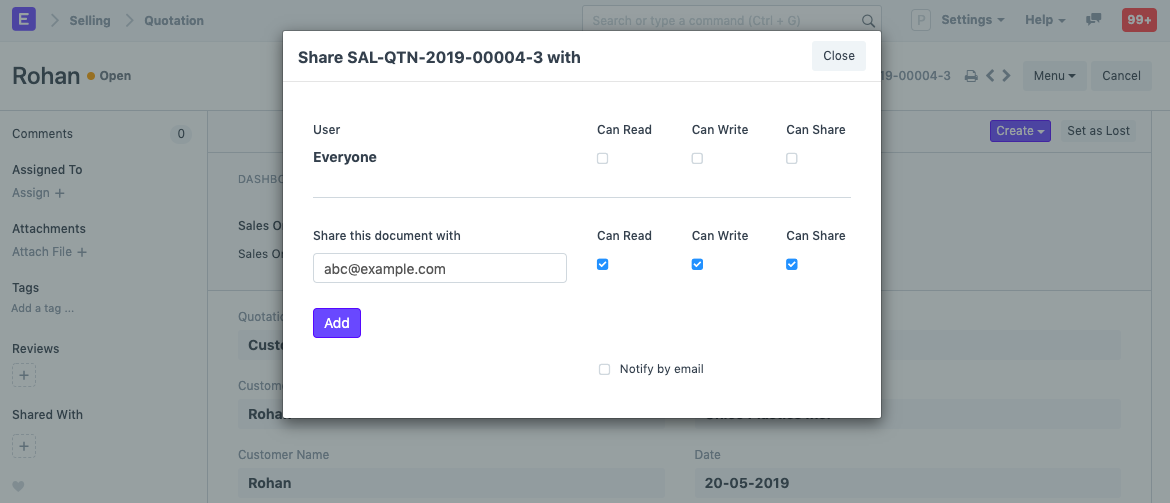 E
Selling
Quotation
Search or type a command (Ctrl + G)
P
Settings
Help
99+
Share SAL-QTN-2019-00004-3 with
Close
Rohan
Open
19-00004-3
Menu
Cancel
Comments
0
Create
Set as Lost
User
Can Read
Can Write
Can Share
Everyone
Assigned To
Assign +
DASHBO
Attachments
Attach File +
Sales O
Sales Or
Share this document with
Can Read
Can Write
Can Share
abc@example.com
Tags
Add a tag ...
Add
Quotati
Reviews
Cust
+
Notify by email
Custom
Shared With
Roha
+
Customer Name
Date
Rohan
20-05-2019